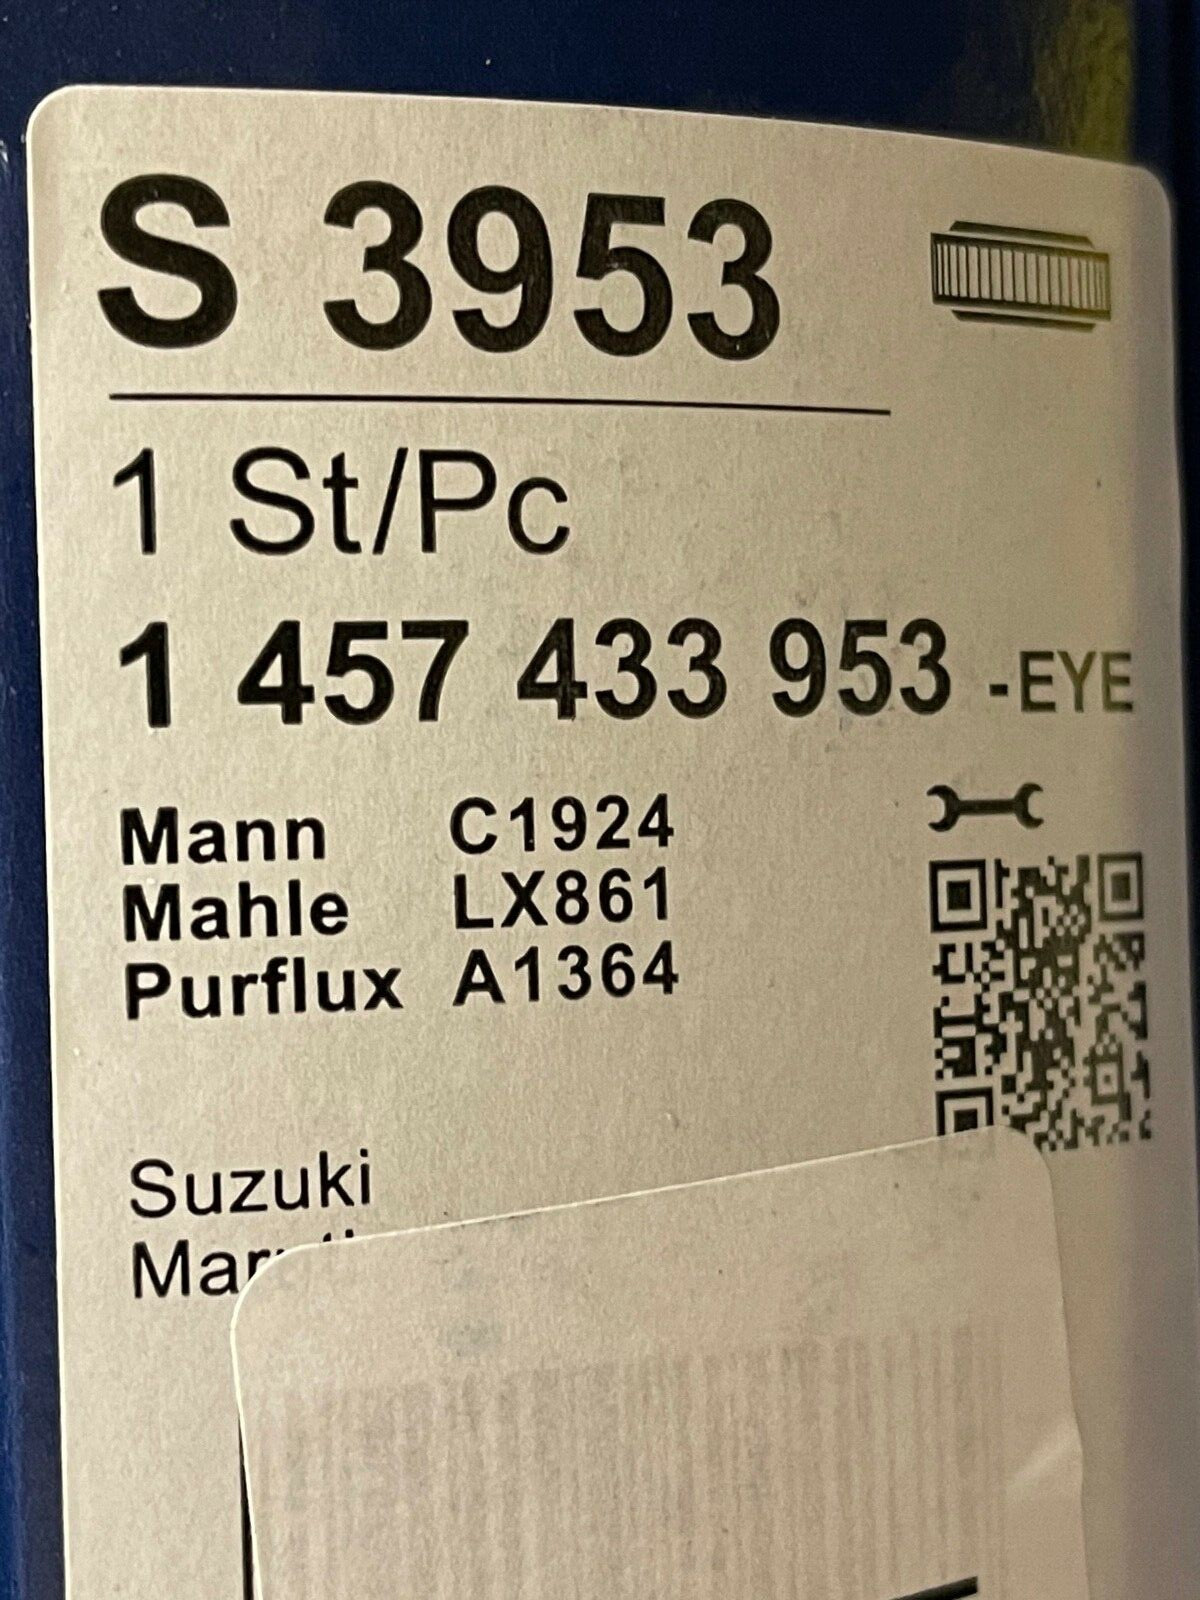 S 3953
1 St/Pc
1 457 433 953 -EYE
Mann C1924
Mahle LX861
Purflux A1364
Suzuki